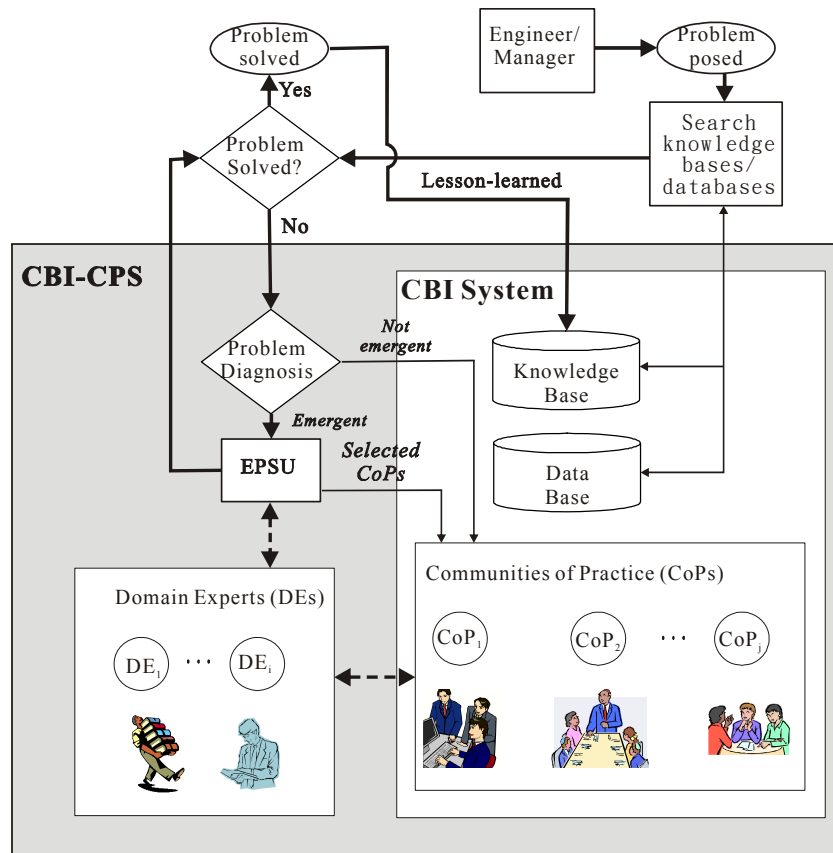 Problem
solved
Engineer/
Manager
Problem
posed
Yes
Problem
Solved?
Search
knowledge
bases/
databases
Lesson-learned
No
CBI-CPS
CBI System
Not
emergent
Problem
Diagnosis
Knowledge
Base
Emergent
EPSU
Selected
CoPs
Data
Base
Communities of Practice (CoPs)
Domain Experts (DEs)
CoP1
CoP2
...
CoPj
DE1
...
DEi